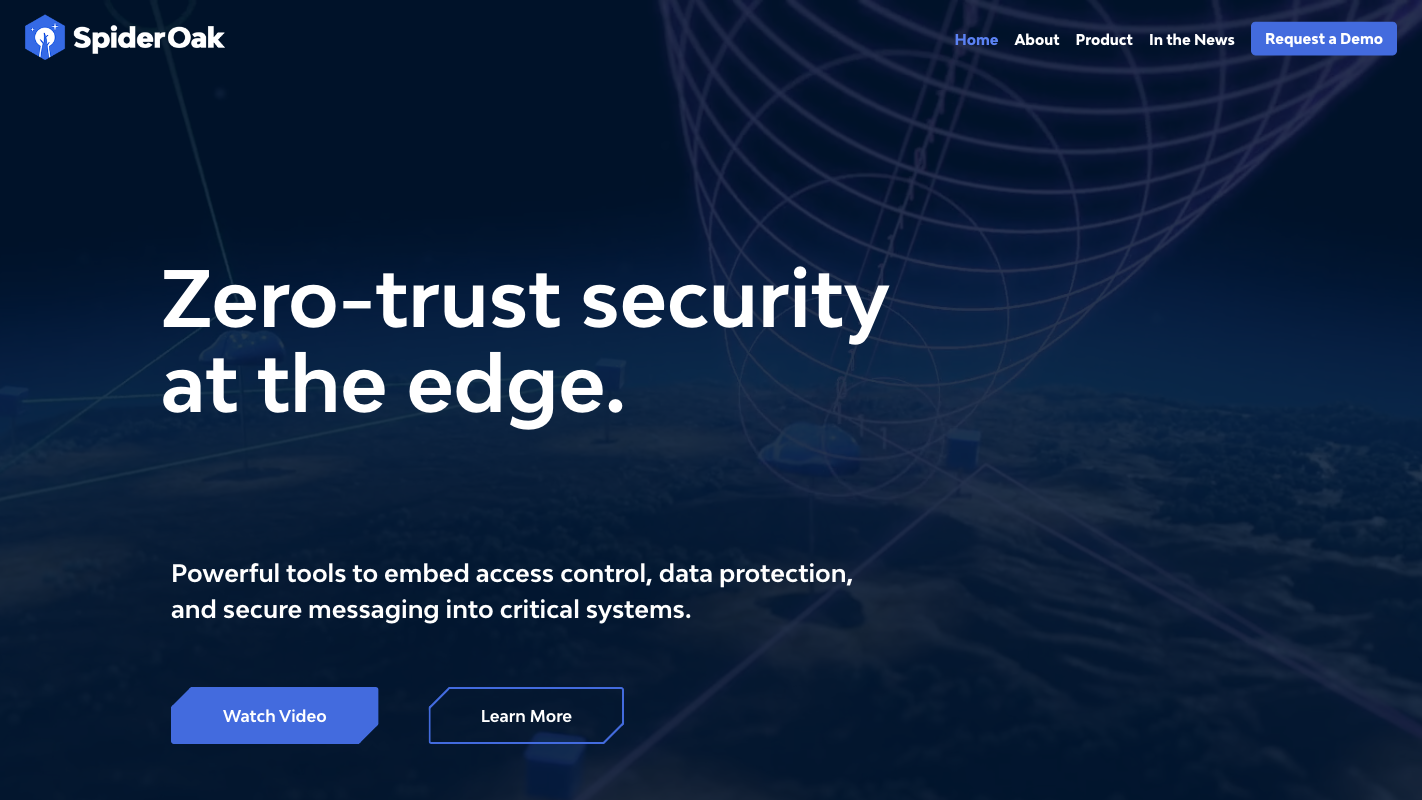 SpiderOak
Home
About
Product
In the News
Request a Demo
Zero-trust security
at the edge.
Powerful tools to embed access control, data protection,
and secure messaging into critical systems.
Watch Video
Learn More